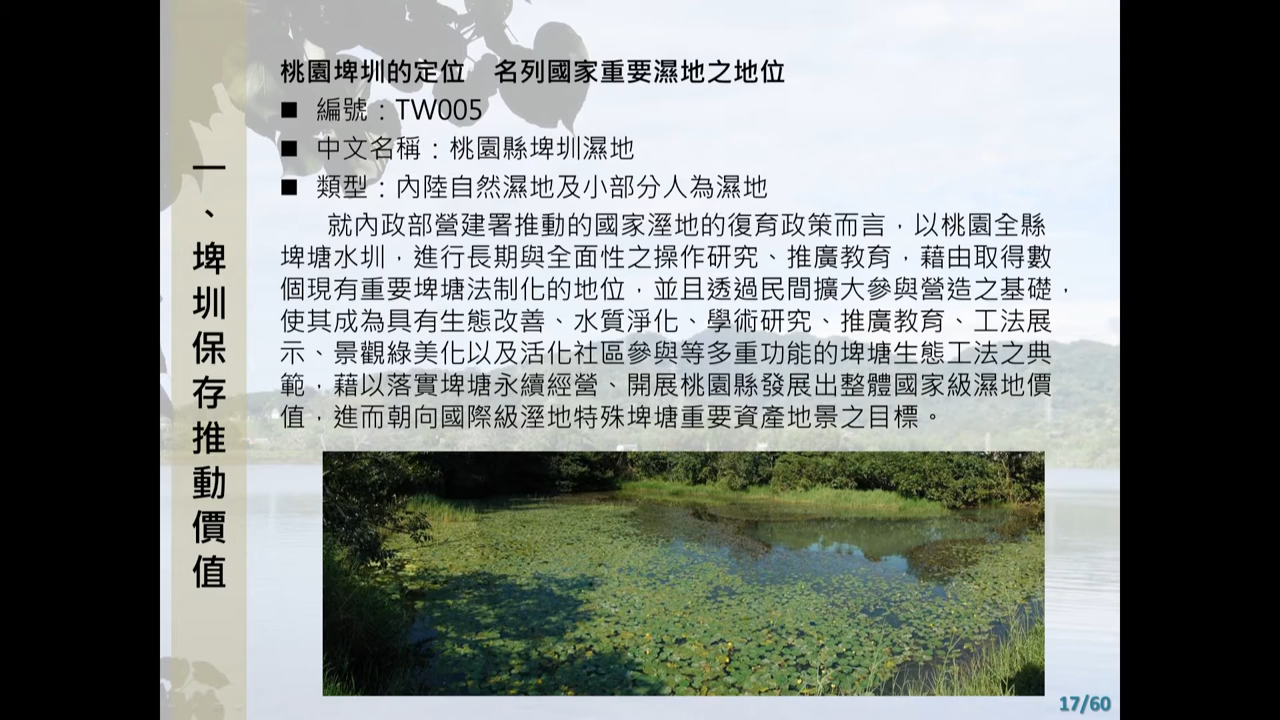 一、埤圳保存推動價值
桃園埤圳的定位　名列國家重要濕地之地位
■ 編號：TW005
■ 中文名稱：桃園縣埤圳濕地
■ 類型：內陸自然濕地及小部分人為濕地
就內政部營建署推動的國家溼地的復育政策而言，以桃園全縣
埤塘水圳，進行長期與全面性之操作研究、推廣教育，藉由取得數
個現有重要埤塘法制化的地位，並且透過民間擴大參與營造之基礎，
使其成為具有生態改善、水質淨化、學術研究、推廣教育、工法展
示、景觀綠美化以及活化社區參與等多重功能的埤塘生態工法之典
範，藉以落實埤塘永續經營、開展桃園縣發展出整體國家級濕地價
值，進而朝向國際級溼地特殊埤塘重要資產地景之目標。
17/60